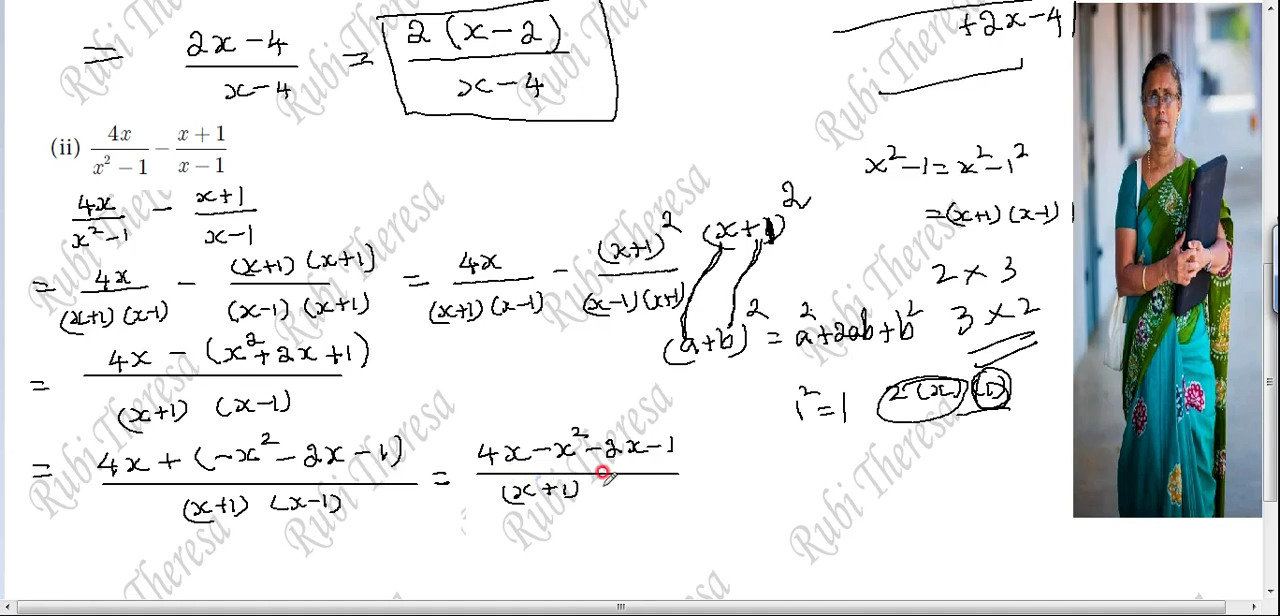 = 2x-4 / x-4 = 2(x-2) / x-4
+2x-4
(ii) 4x / x² − 1 − x + 1 / x − 1
4x / x²-1 - x+1 / x-1
x²-1 = x²-1²
= (x+1)(x-1)
= 4x / (x+1)(x-1) - (x+1)(x+1) / (x-1)(x+1) = 4x / (x+1)(x-1) - (x+1)² / (x-1)(x+1)
(x+1)²
(a+b)² = a²+2ab+b²
2 × 3
3 × 2
= 4x - (x²+2x+1) / (x+1)(x-1)
1² = 1 2(x)(1)
= 4x + (-x²-2x-1) / (x+1)(x-1) = 4x-x²-2x-1 / (x+1)
Rubi Theresa